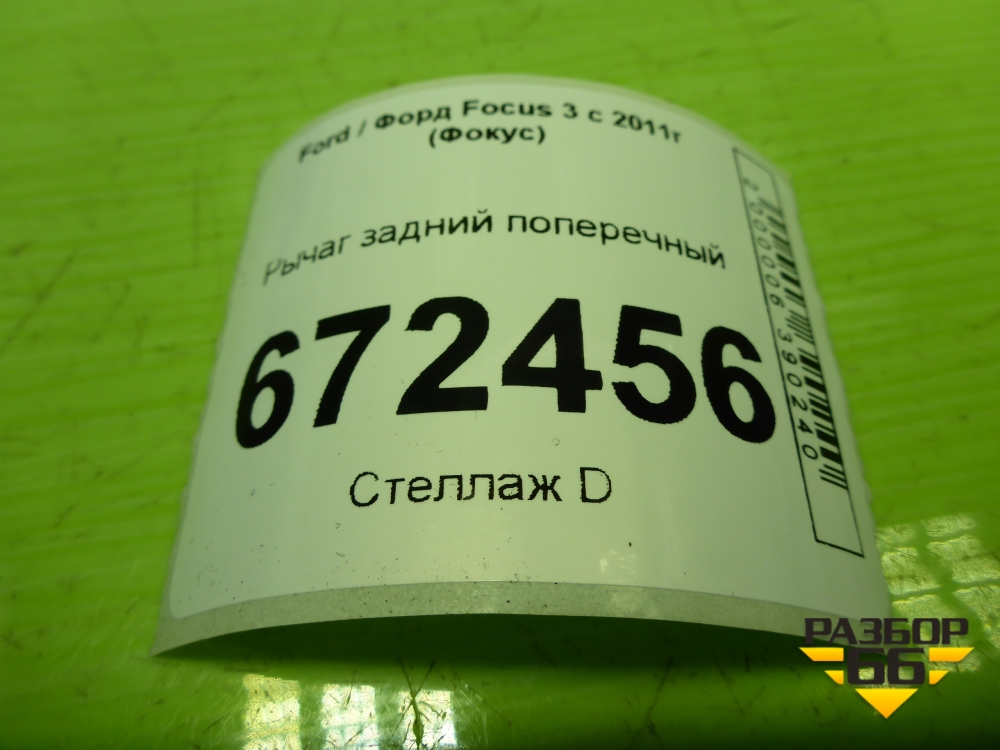 Ford / Форд Focus 3 с 2011г
(Фокус)
Рычаг задний поперечный
672456
Стеллаж D
2000006390240
РАЗБОР
66